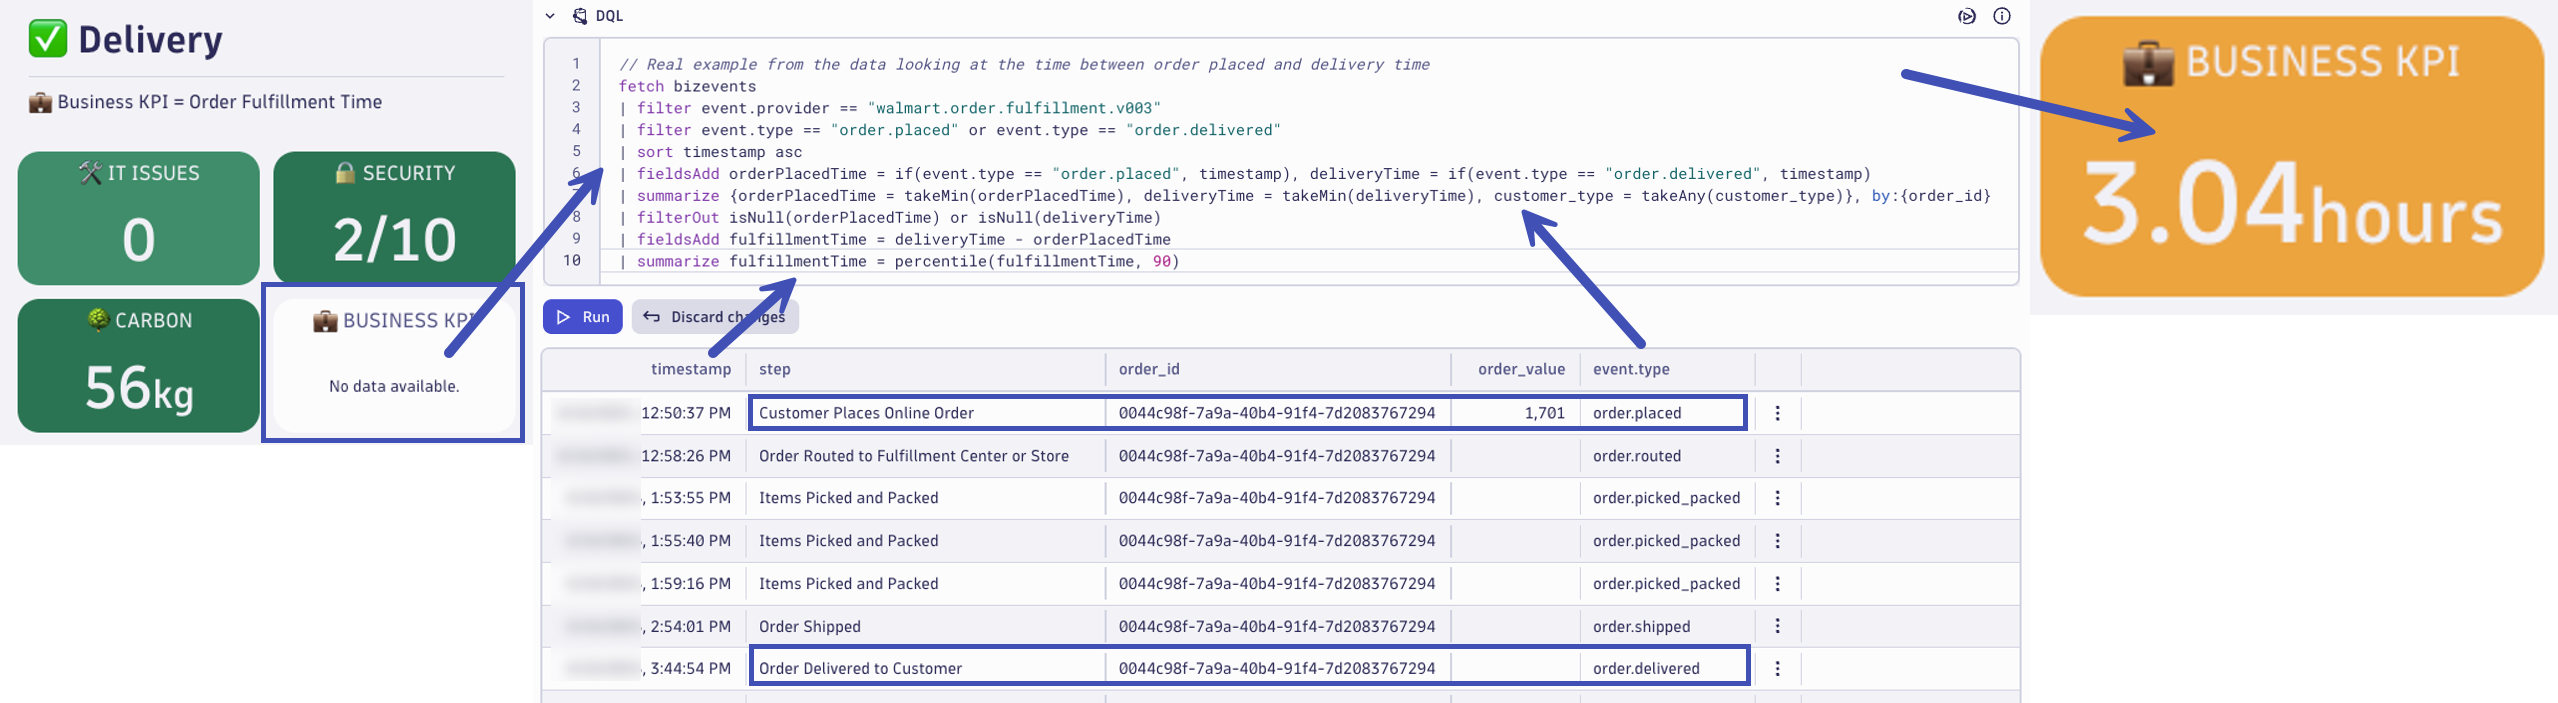 ✅ Delivery
💼 Business KPI = Order Fulfillment Time
🛠️ IT ISSUES
0
🔒 SECURITY
2/10
🌳 CARBON
56kg
💼 BUSINESS KPI
No data available.
DQL
1 // Real example from the data looking at the time between order placed and delivery time
2 fetch bizevents
3 | filter event.provider == "walmart.order.fulfillment.v003"
4 | filter event.type == "order.placed" or event.type == "order.delivered"
5 | sort timestamp asc
6 | fieldsAdd orderPlacedTime = if(event.type == "order.placed", timestamp), deliveryTime = if(event.type == "order.delivered", timestamp)
| summarize {orderPlacedTime = takeMin(orderPlacedTime), deliveryTime = takeMin(deliveryTime), customer_type = takeAny(customer_type)}, by:{order_id}
8 | filterOut isNull(orderPlacedTime) or isNull(deliveryTime)
9 | fieldsAdd fulfillmentTime = deliveryTime - orderPlacedTime
10 | summarize fulfillmentTime = percentile(fulfillmentTime, 90)
Run
Discard changes
timestamp step order_id order_value event.type
12:50:37 PM Customer Places Online Order 0044c98f-7a9a-40b4-91f4-7d2083767294 1,701 order.placed
12:58:26 PM Order Routed to Fulfillment Center or Store 0044c98f-7a9a-40b4-91f4-7d2083767294 order.routed
, 1:53:55 PM Items Picked and Packed 0044c98f-7a9a-40b4-91f4-7d2083767294 order.picked_packed
, 1:55:40 PM Items Picked and Packed 0044c98f-7a9a-40b4-91f4-7d2083767294 order.picked_packed
, 1:59:16 PM Items Picked and Packed 0044c98f-7a9a-40b4-91f4-7d2083767294 order.picked_packed
, 2:54:01 PM Order Shipped 0044c98f-7a9a-40b4-91f4-7d2083767294 order.shipped
, 3:44:54 PM Order Delivered to Customer 0044c98f-7a9a-40b4-91f4-7d2083767294 order.delivered
💼 BUSINESS KPI
3.04hours